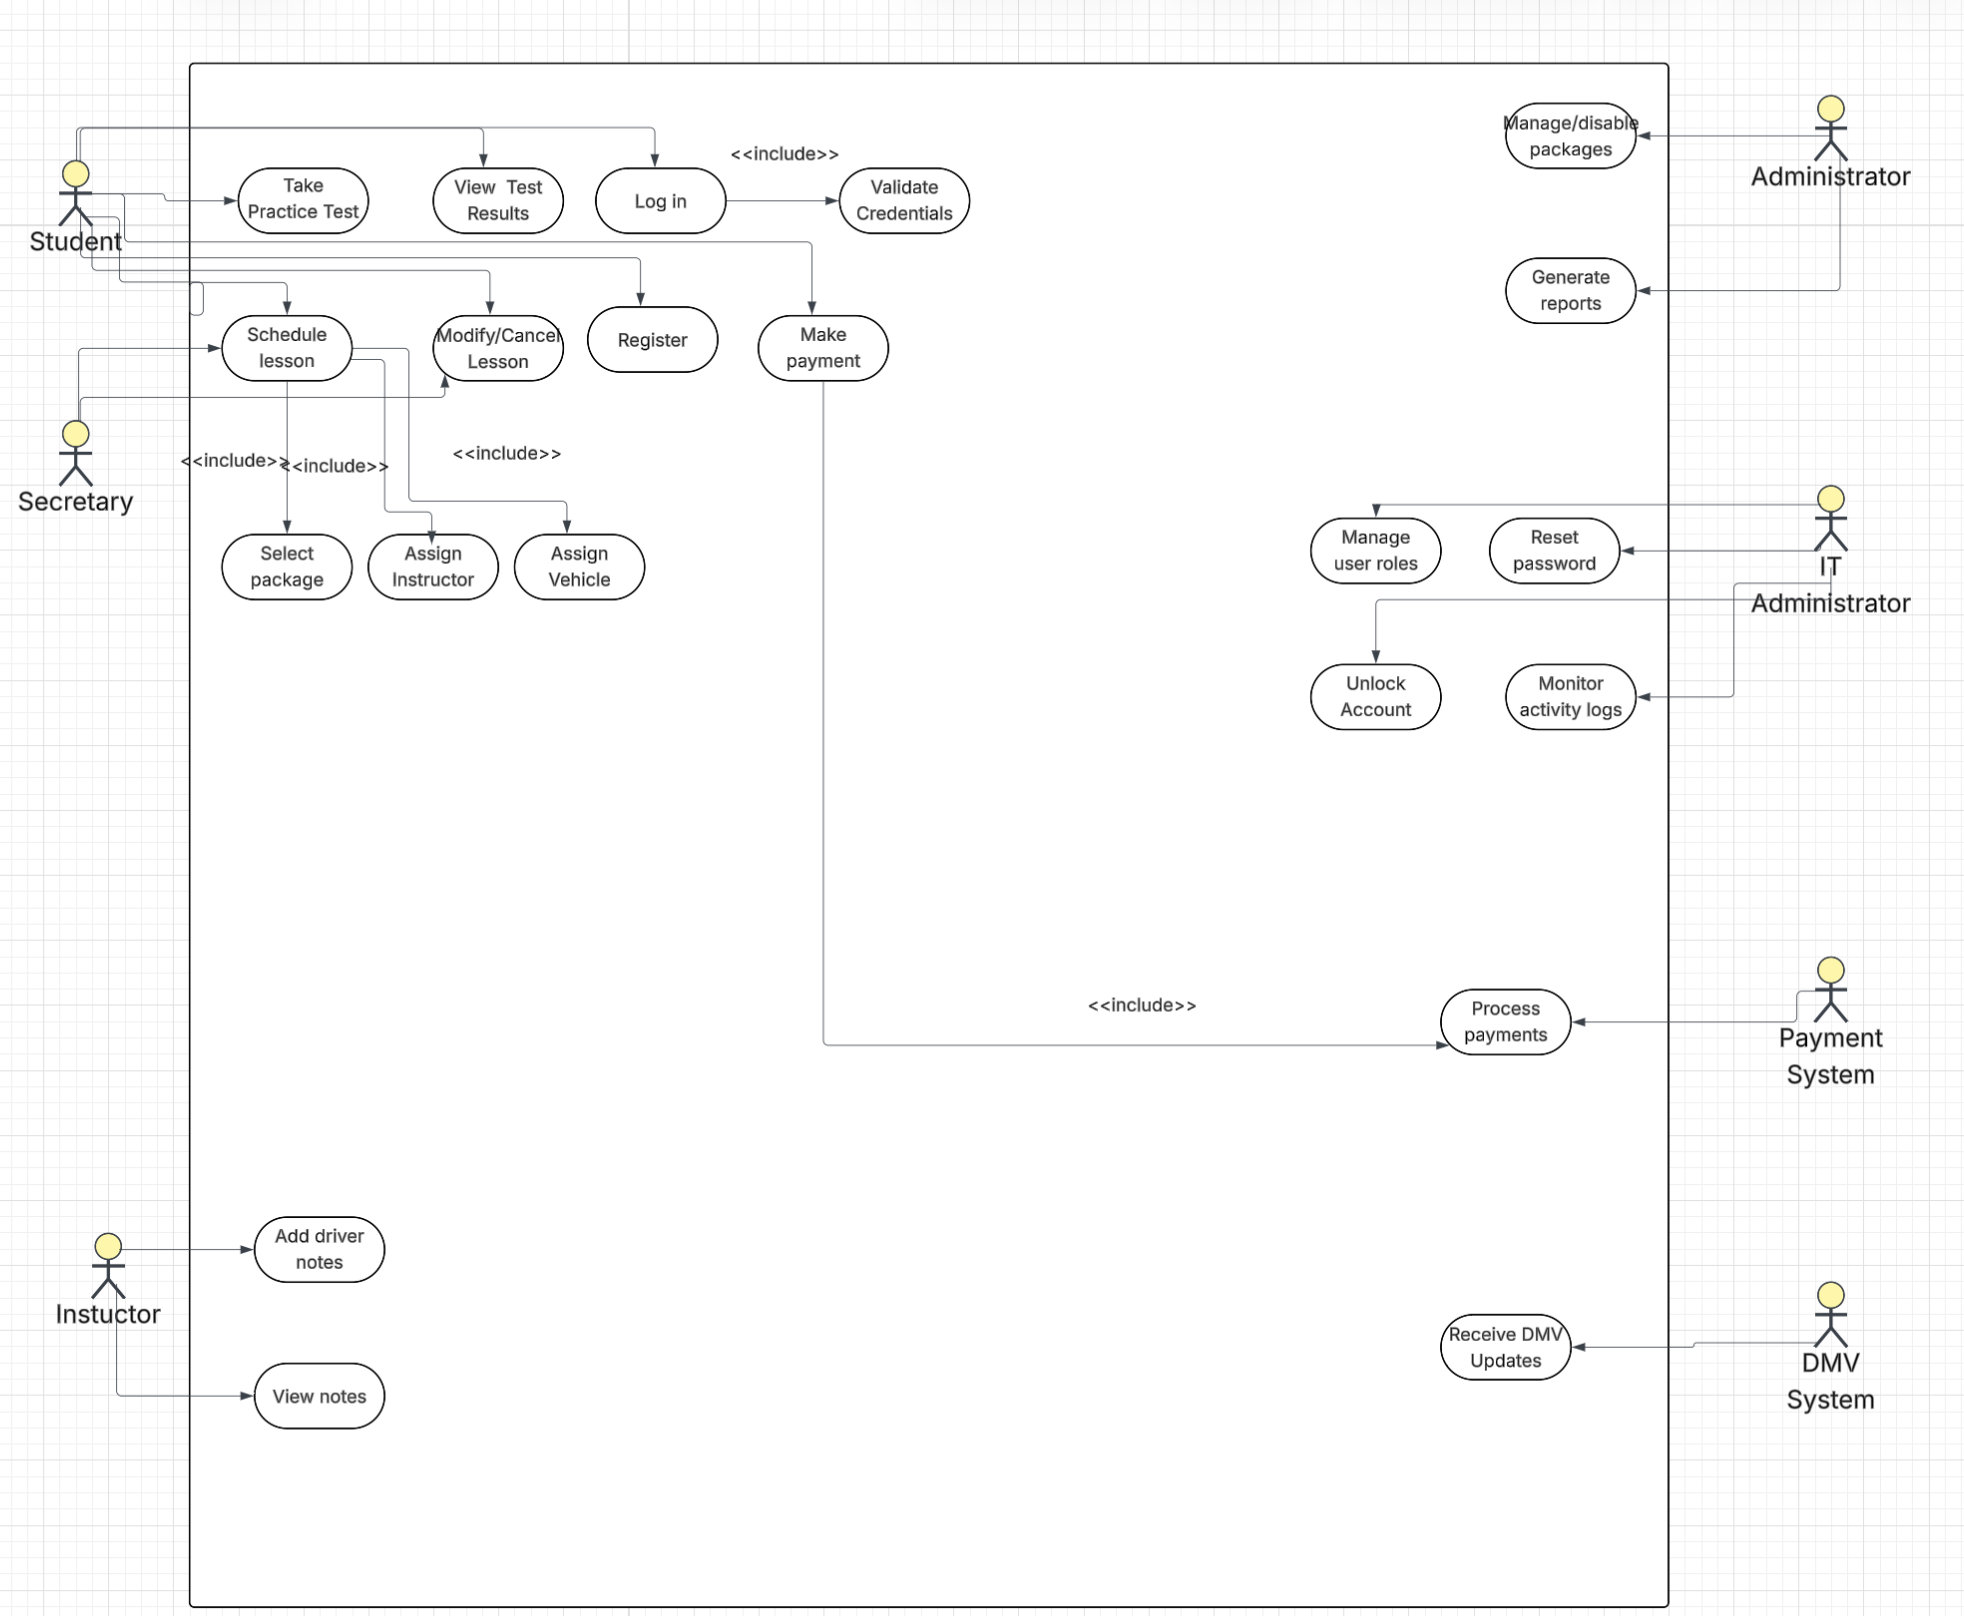 Manage/disable
packages
Administrator
<<include>>
Take
Practice Test
View  Test
Results
Log in
Validate
Credentials
Student
Generate
reports
Schedule
lesson
Modify/Cancel
Lesson
Register
Make
payment
<<include>>
<<include>>
<<include>>
Secretary
Select
package
Assign
Instructor
Assign
Vehicle
Manage
user roles
Reset
password
IT
Administrator
Unlock
Account
Monitor
activity logs
<<include>>
Process
payments
Payment
System
Add driver
notes
Instuctor
View notes
Receive DMV
Updates
DMV
System